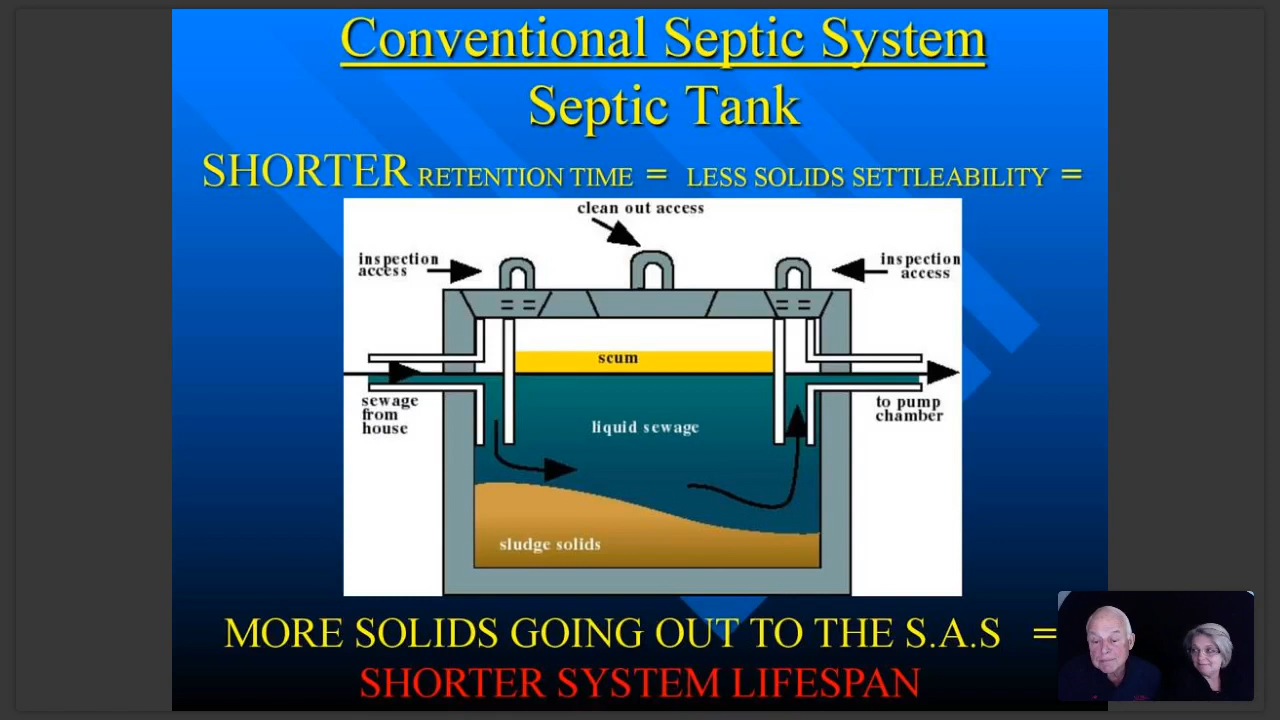 Conventional Septic System
Septic Tank
SHORTER RETENTION TIME = LESS SOLIDS SETTLEABILITY =
clean out access
inspection
access
inspection
access
scum
sewage
from
house
liquid sewage
to pump
chamber
sludge solids
MORE SOLIDS GOING OUT TO THE S.A.S =
SHORTER SYSTEM LIFESPAN